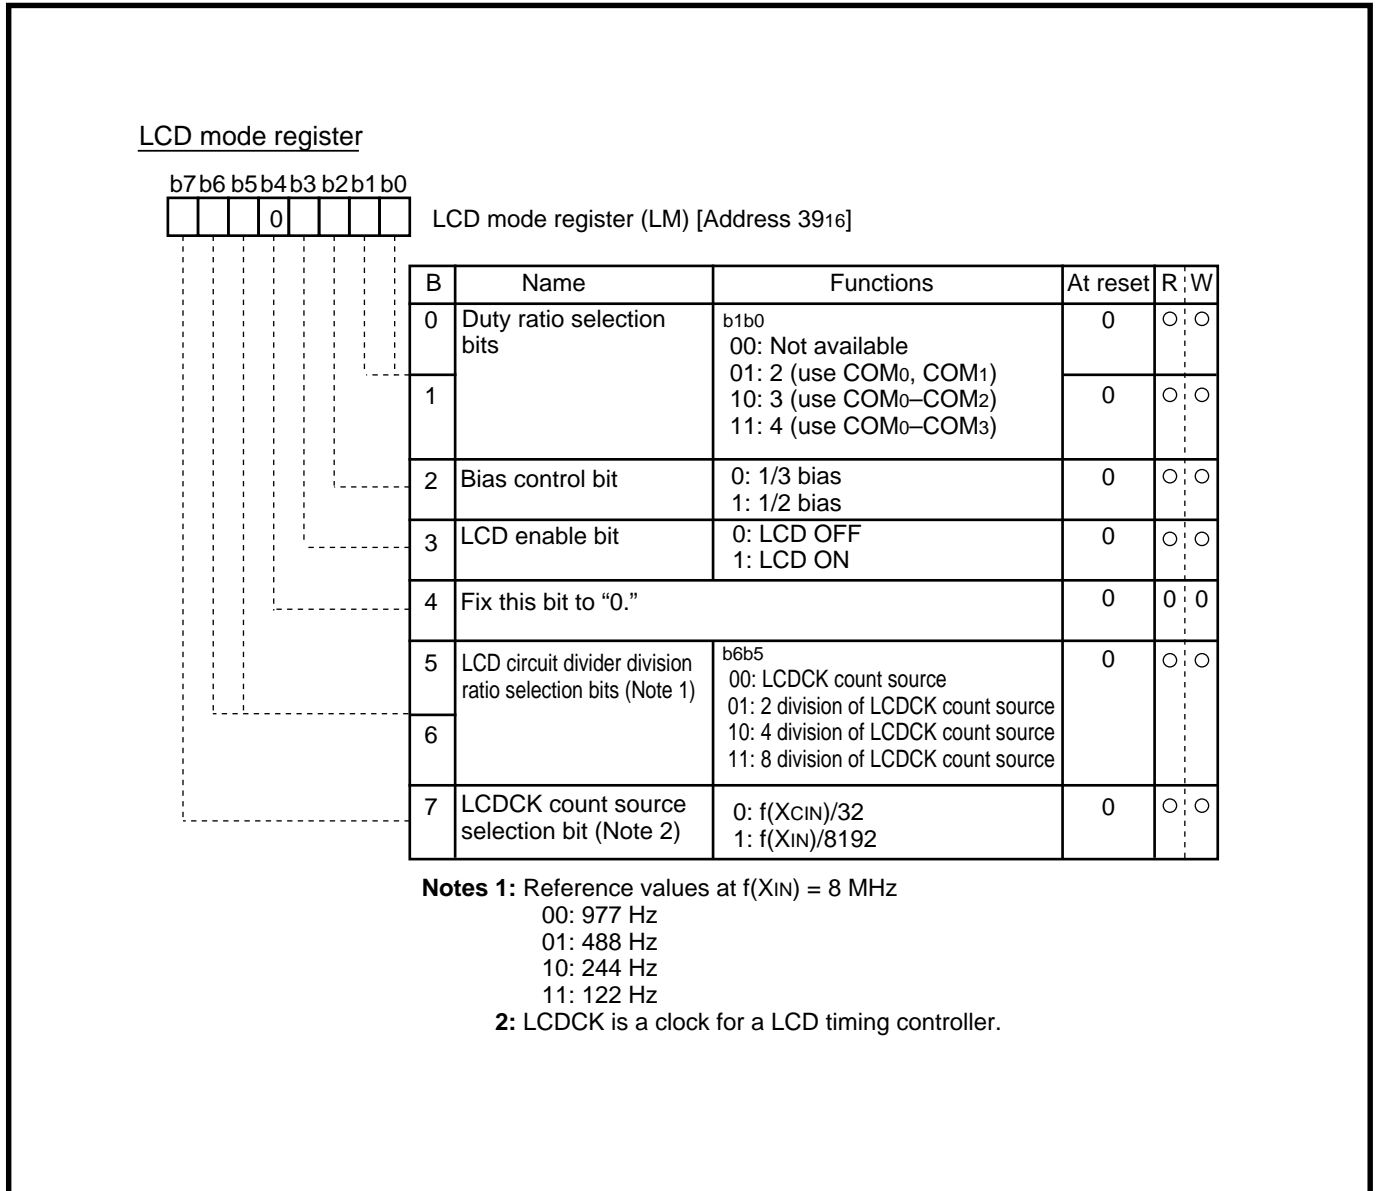 LCD mode register
b7 b6 b5 b4 b3 b2 b1 b0
0
LCD mode register (LM) [Address 3916]
B Name Functions At reset R W
0 Duty ratio selection bits b1b0 0 ○ ○
00: Not available
01: 2 (use COM0, COM1)
1 10: 3 (use COM0–COM2) 0 ○ ○
11: 4 (use COM0–COM3)
2 Bias control bit 0: 1/3 bias 0 ○ ○
1: 1/2 bias
3 LCD enable bit 0: LCD OFF 0 ○ ○
1: LCD ON
4 Fix this bit to “0.” 0 0 0
5 LCD circuit divider division b6b5 0 ○ ○
ratio selection bits (Note 1) 00: LCDCK count source
01: 2 division of LCDCK count source
6 10: 4 division of LCDCK count source
11: 8 division of LCDCK count source
7 LCDCK count source 0: f(XCIN)/32 0 ○ ○
selection bit (Note 2) 1: f(XIN)/8192
Notes 1: Reference values at f(XIN) = 8 MHz
00: 977 Hz
01: 488 Hz
10: 244 Hz
11: 122 Hz
2: LCDCK is a clock for a LCD timing controller.